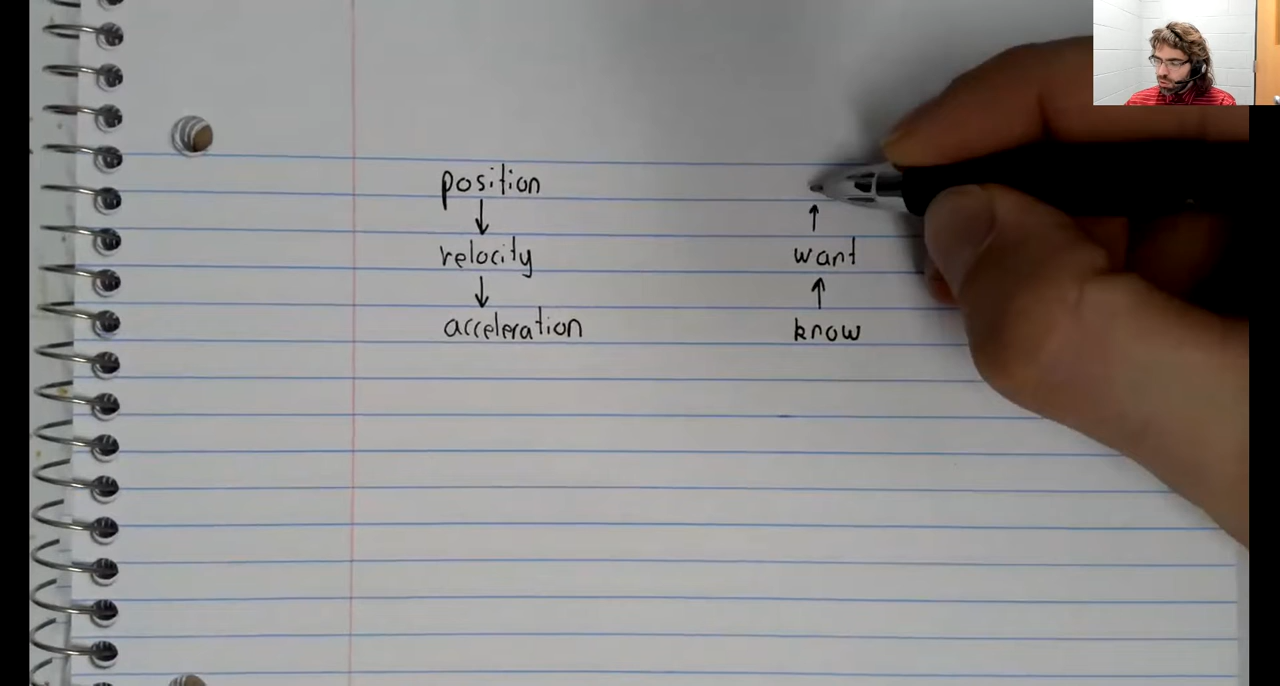 position
↓
velocity
↓
acceleration
↑
want
↑
know